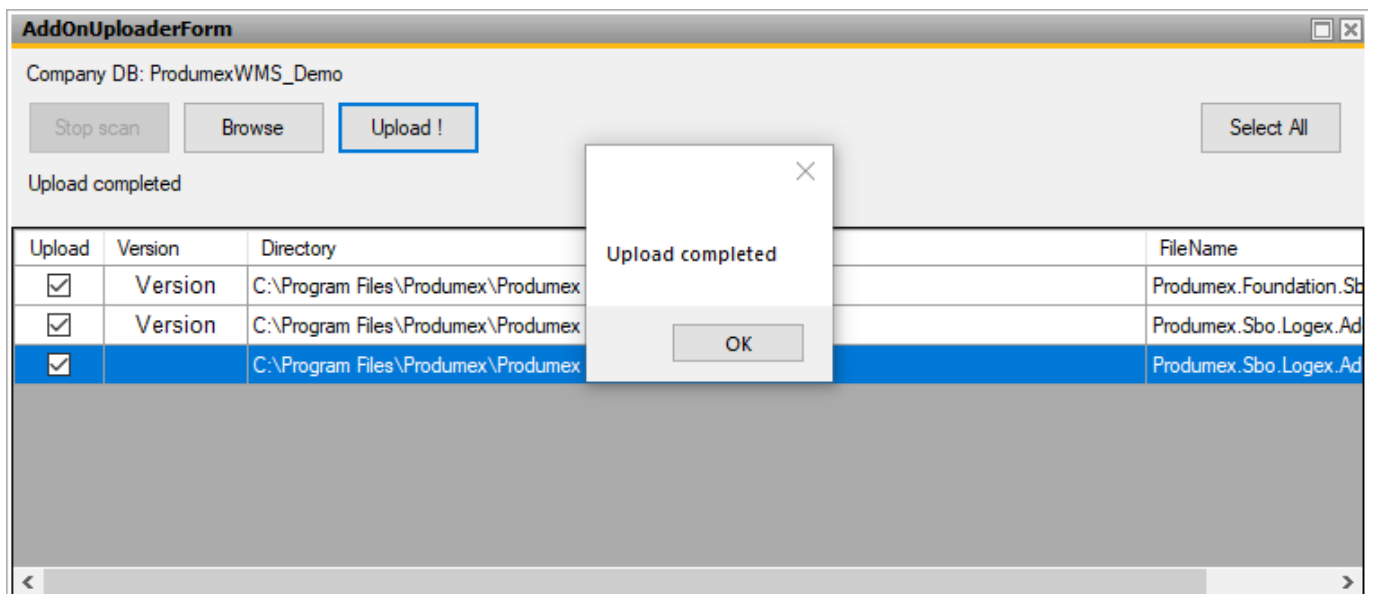 AddOnUploaderForm
Company DB: ProdumexWMS_Demo
Stop scan Browse Upload ! Select All
Upload completed
Upload Version Directory FileName
Version C:\Program Files\Produmex\Produmex Produmex.Foundation.Sb
Version C:\Program Files\Produmex\Produmex Produmex.Sbo.Logex.Ad
C:\Program Files\Produmex\Produmex Produmex.Sbo.Logex.Ad
Upload completed
OK